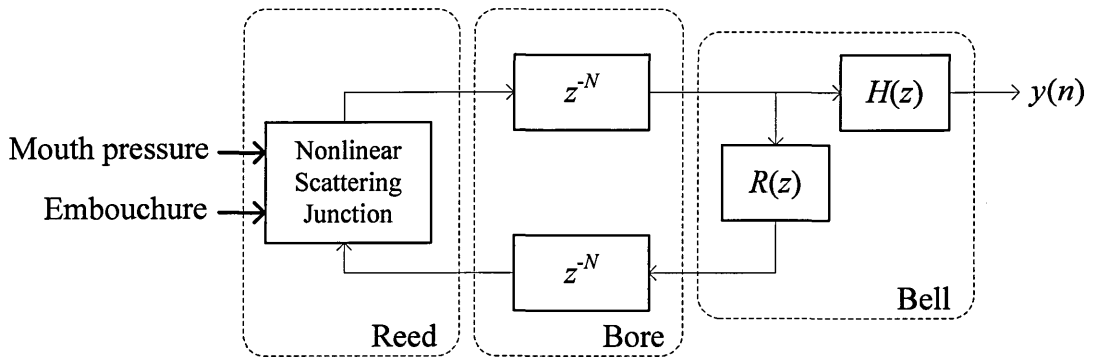 Mouth pressure
Embouchure
Nonlinear
Scattering
Junction
Reed
z^{-N}
z^{-N}
Bore
H(z)
R(z)
Bell
y(n)